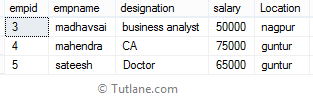 empid empname designation salary Location
3 madhavsai business analyst 50000 nagpur
4 mahendra CA 75000 guntur
5 sateesh Doctor 65000 guntur
© Tutlane.com